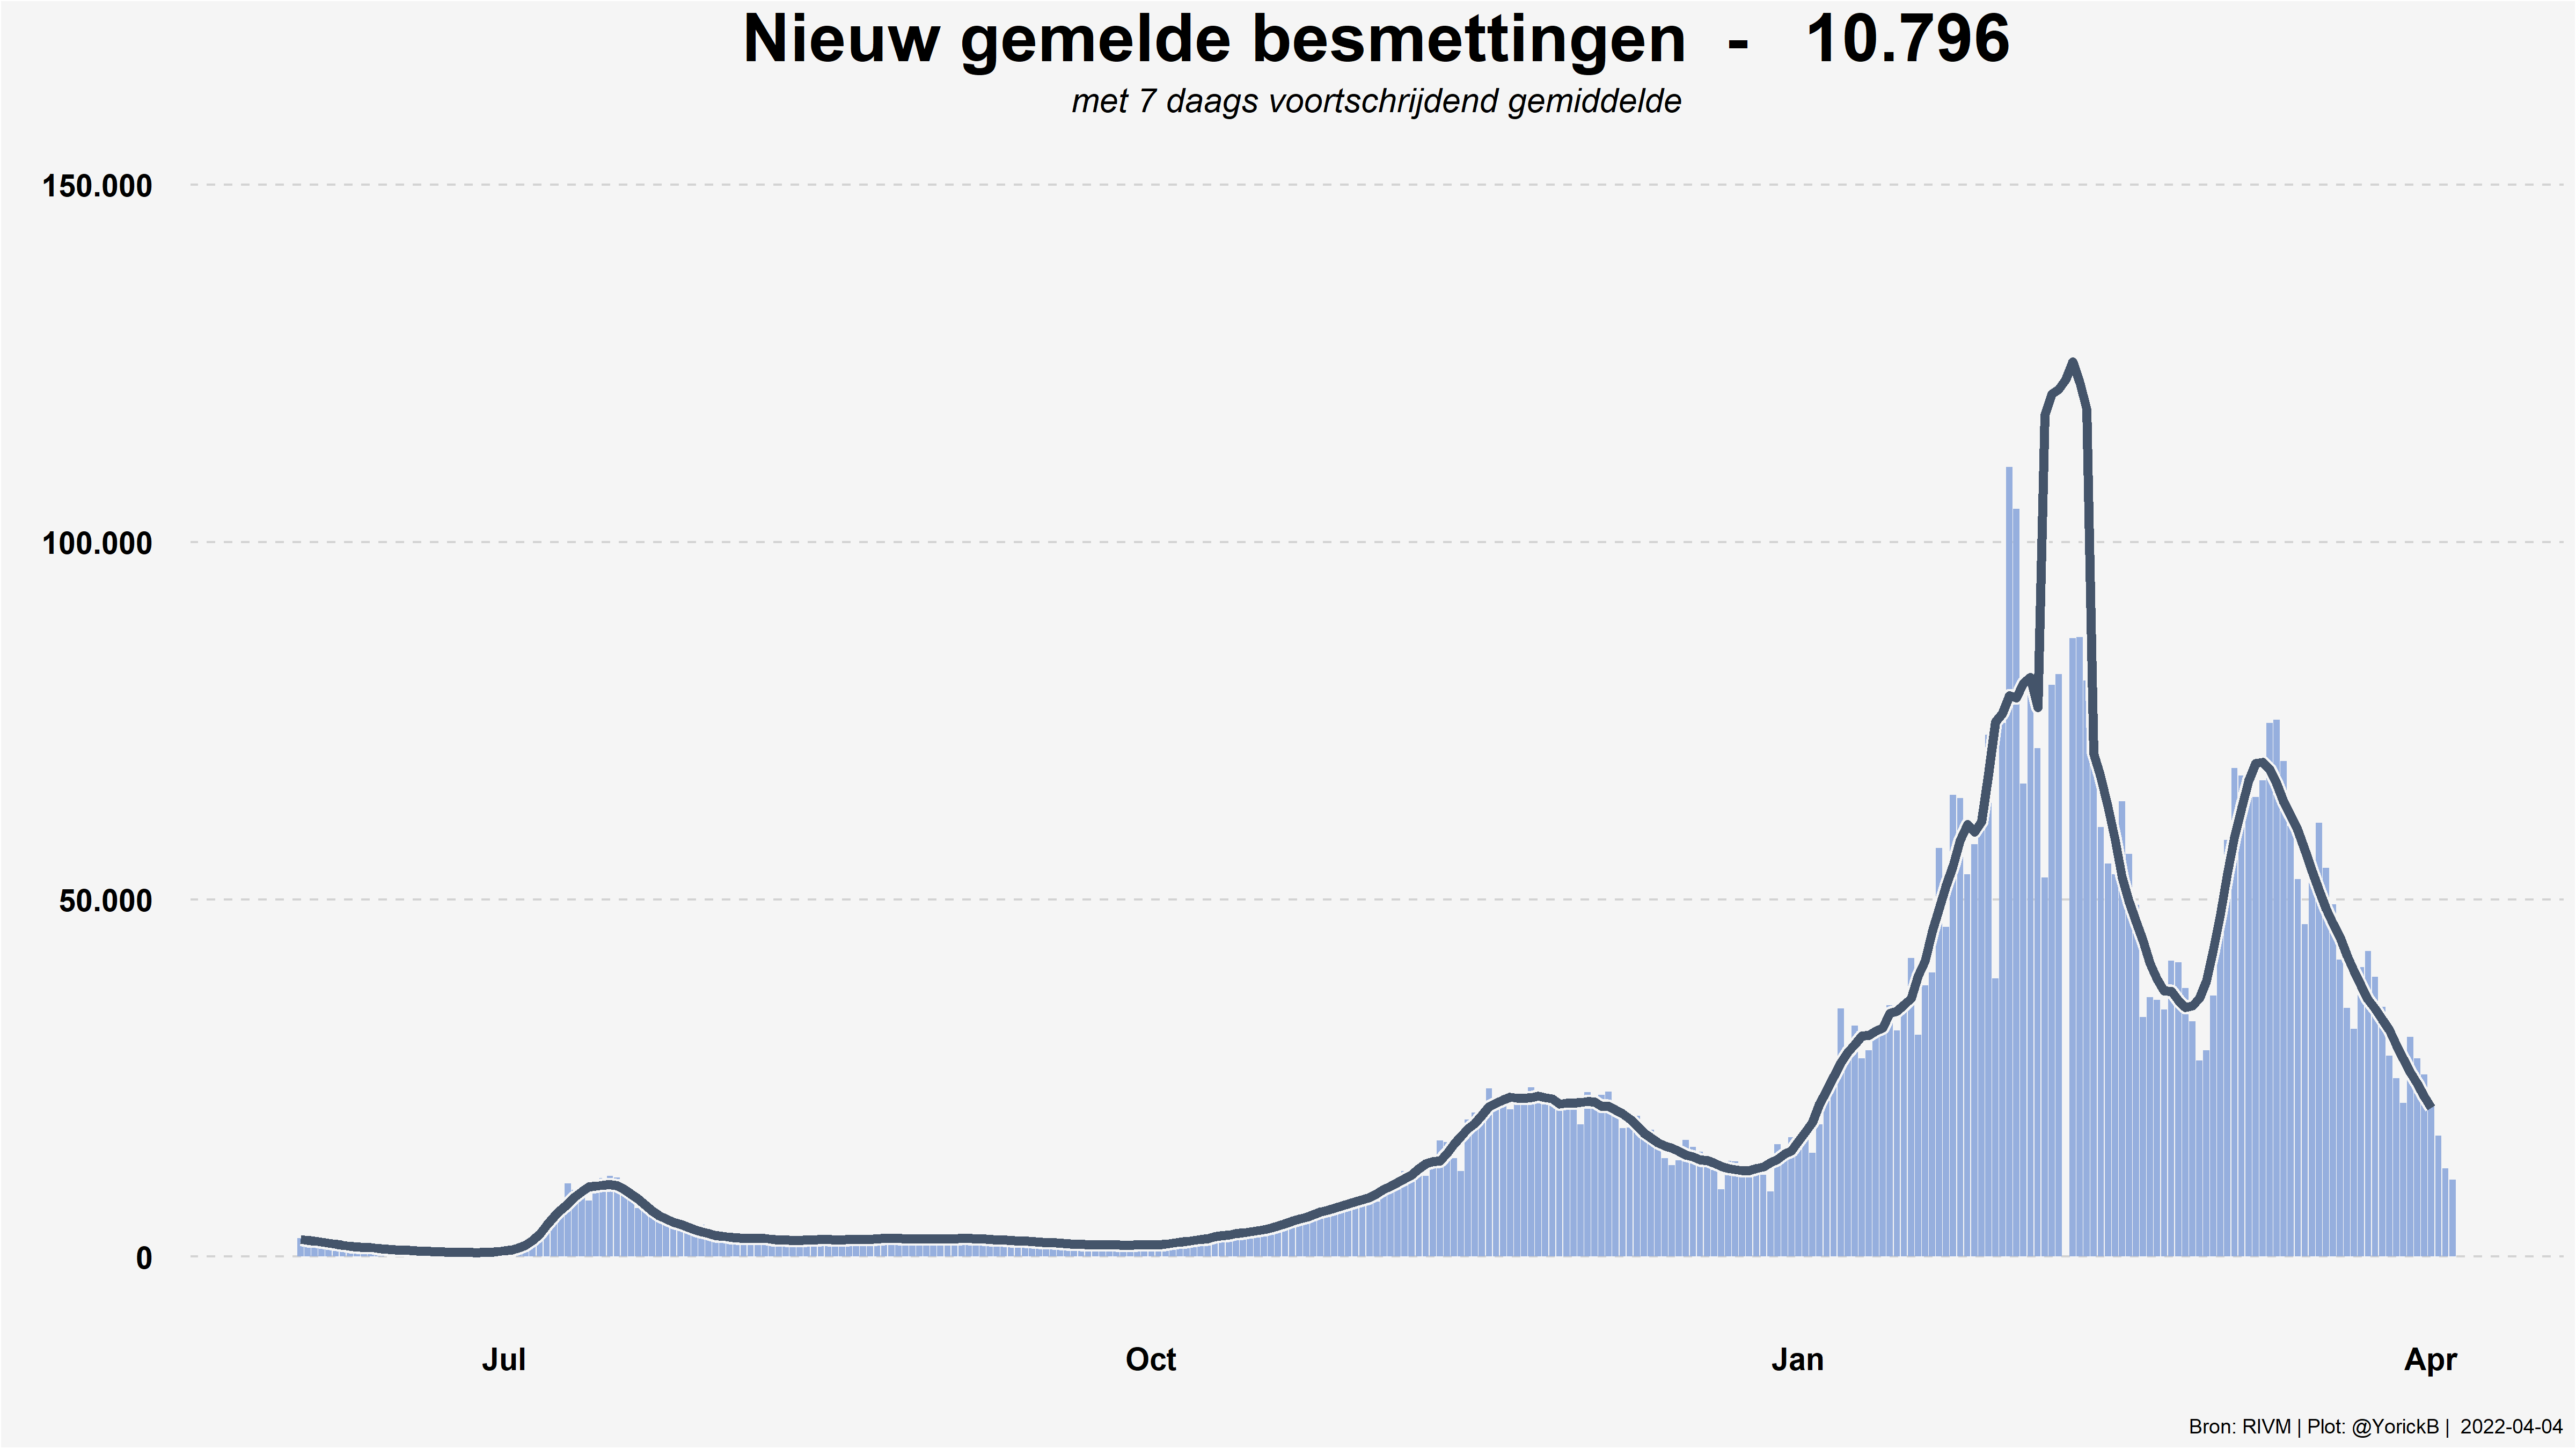 Nieuw gemelde besmettingen - 10.796
met 7 daags voortschrijdend gemiddelde
150.000
100.000
50.000
0
Jul Oct Jan Apr
Bron: RIVM | Plot: @YorickB | 2022-04-04